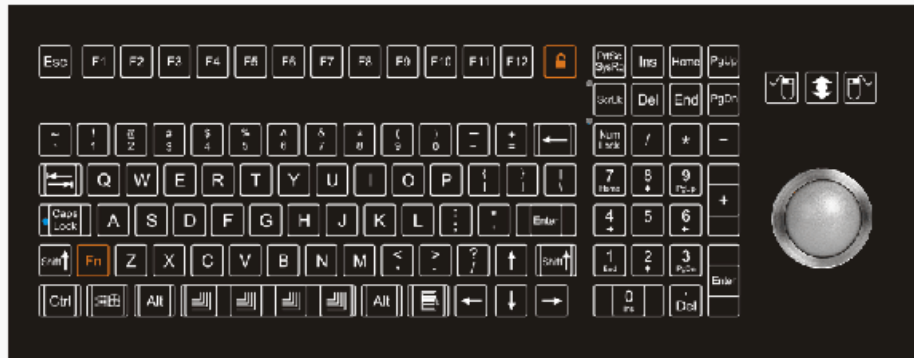 Esc F1 F2 F3 F4 F5 F6 F7 F8 F9 F10 F11 F12
PrtSc SysRq Ins Home PgUp
ScrLk Del End PgDn
~ ` ! 1 @ 2 # 3 $ 4 % 5 ^ 6 & 7 * 8 ( 9 ) 0 _ - + =
Num Lock / * -
Q W E R T Y U I O P { [ } ] | \
7 Home 8 9 PgUp +
Caps Lock A S D F G H J K L : ; " ' Enter
4 5 6
Shift Fn Z X C V B N M < , > . ? / Shift
1 End 2 3 PgDn Enter
Ctrl Alt Alt
0 Ins . Del